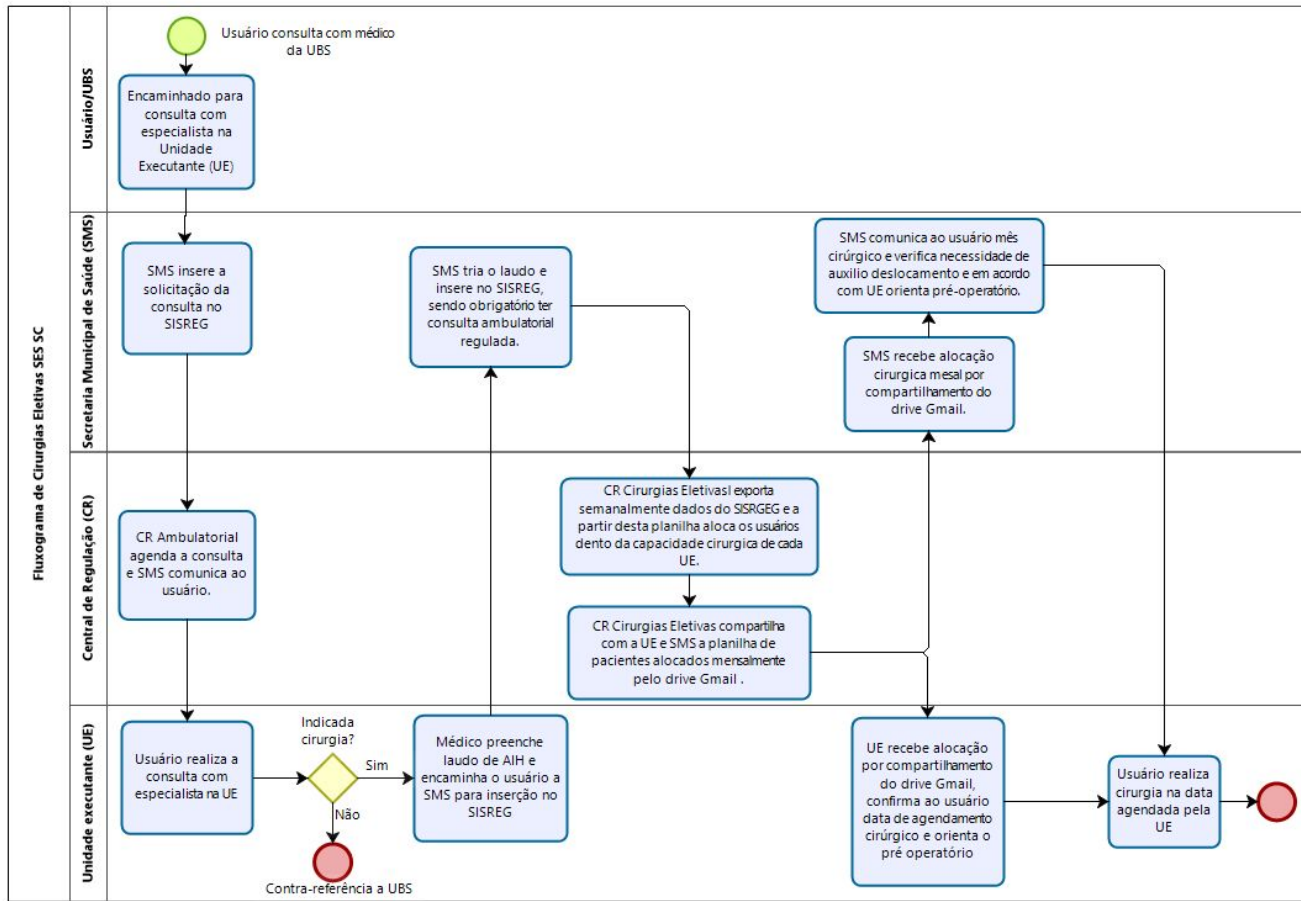 Fluxograma de Cirurgias Eletivas SES SC
Usuário/UBS
Usuário consulta com médico
da UBS
Encaminhado para
consulta com
especialista na
Unidade
Executante (UE)
Secretaria Municipal de Saúde (SMS)
SMS insere a
solicitação da
consulta no
SISREG
SMS tria o laudo e
insere no SISREG,
sendo obrigatório ter
consulta ambulatorial
regulada.
SMS comunica ao usuário mês
cirúrgico e verifica necessidade de
auxilio deslocamento e em acordo
com UE orienta pré-operatório.
SMS recebe alocação
cirurgica mesal por
compartilhamento do
drive Gmail.
Central de Regulação (CR)
CR Ambulatorial
agenda a consulta
e SMS comunica ao
usuário.
CR Cirurgias EletivasI exporta
semanalmente dados do SISRGEG e a
partir desta planilha aloca os usuários
dento da capacidade cirurgica de cada
UE.
CR Cirurgias Eletivas compartilha
com a UE e SMS a planilha de
pacientes alocados mensalmente
pelo drive Gmail .
Unidade executante (UE)
Usuário realiza a
consulta com
especialista na UE
Indicada
cirurgia?
Sim
Não
Contra-referência a UBS
Médico preenche
laudo de AIH e
encaminha o usuário a
SMS para inserção no
SISREG
UE recebe alocação
por compartilhamento
do drive Gmail,
confirma ao usuário
data de agendamento
cirúrgico e orienta o
pré operatório
Usuário realiza
cirurgia na data
agendada pela
UE